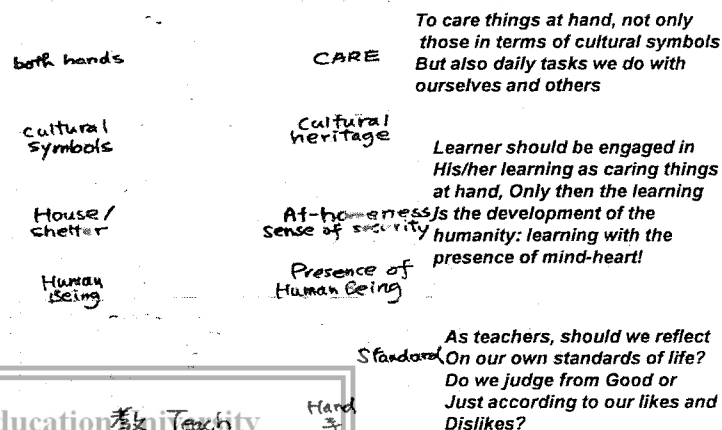 both hands
CARE
To care things at hand, not only
those in terms of cultural symbols
But also daily tasks we do with
ourselves and others
cultural
symbols
Cultural
heritage
Learner should be engaged in
His/her learning as caring things
at hand, Only then the learning
Is the development of the
humanity: learning with the
presence of mind-heart!
House/
shelter
At-homeness
sense of security
Human
Being
Presence of
Human Being
Standard
As teachers, should we reflect
On our own standards of life?
Do we judge from Good or
Just according to our likes and
Dislikes?
教 Teach
Hand
手